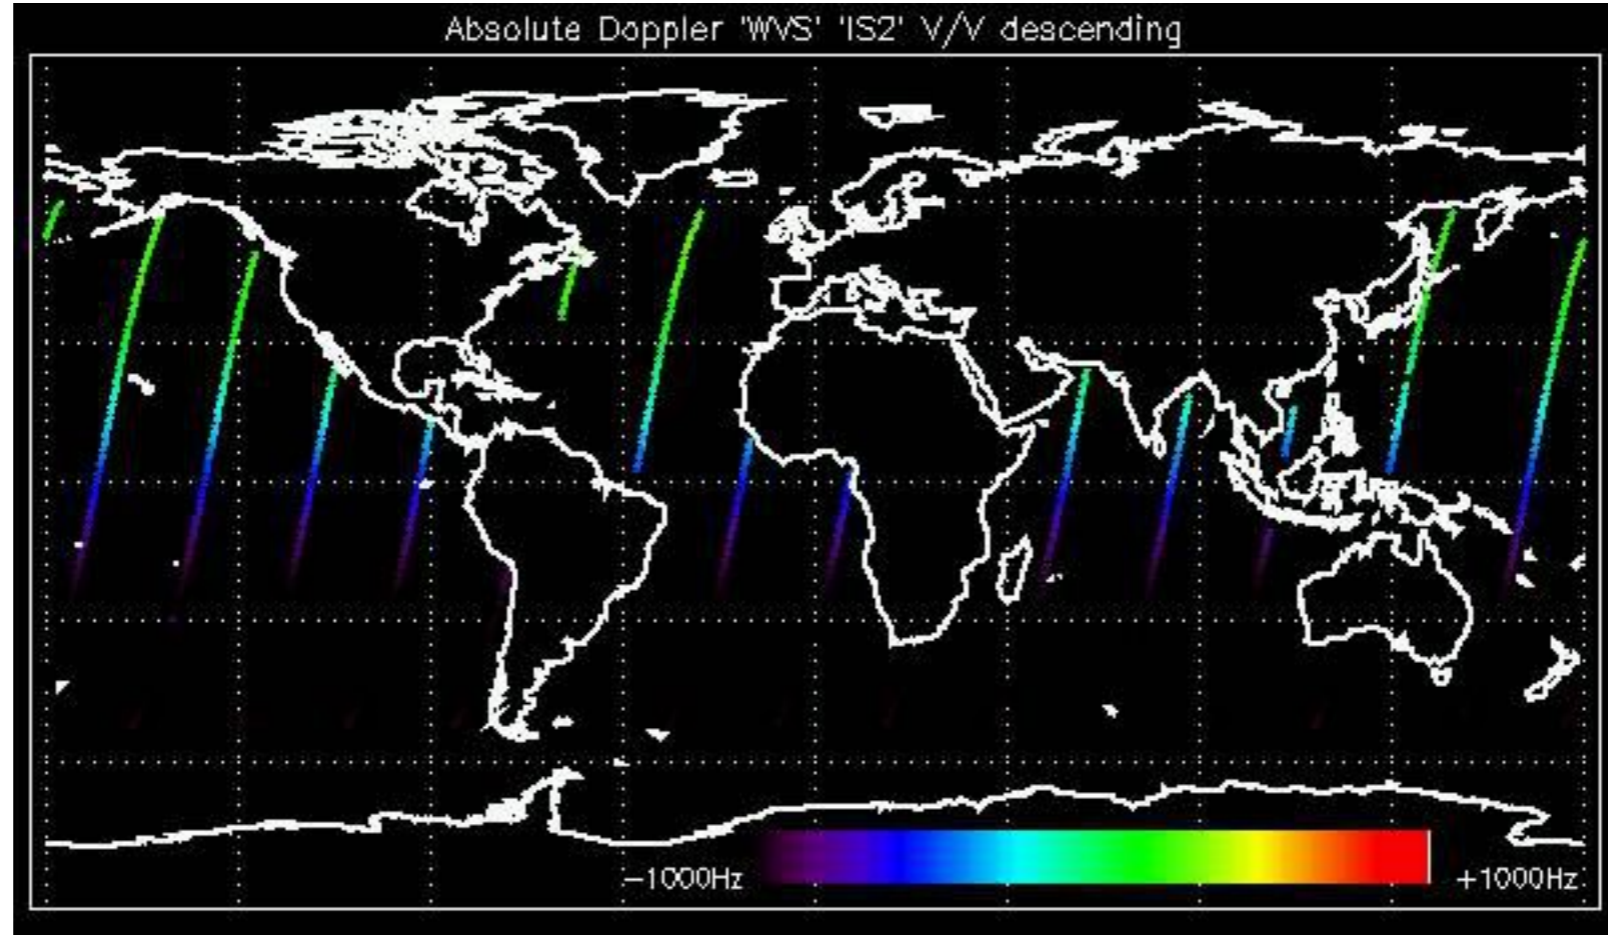 Absolute Doppler 'WVS' 'IS2' V/V descending
−1000Hz
+1000Hz